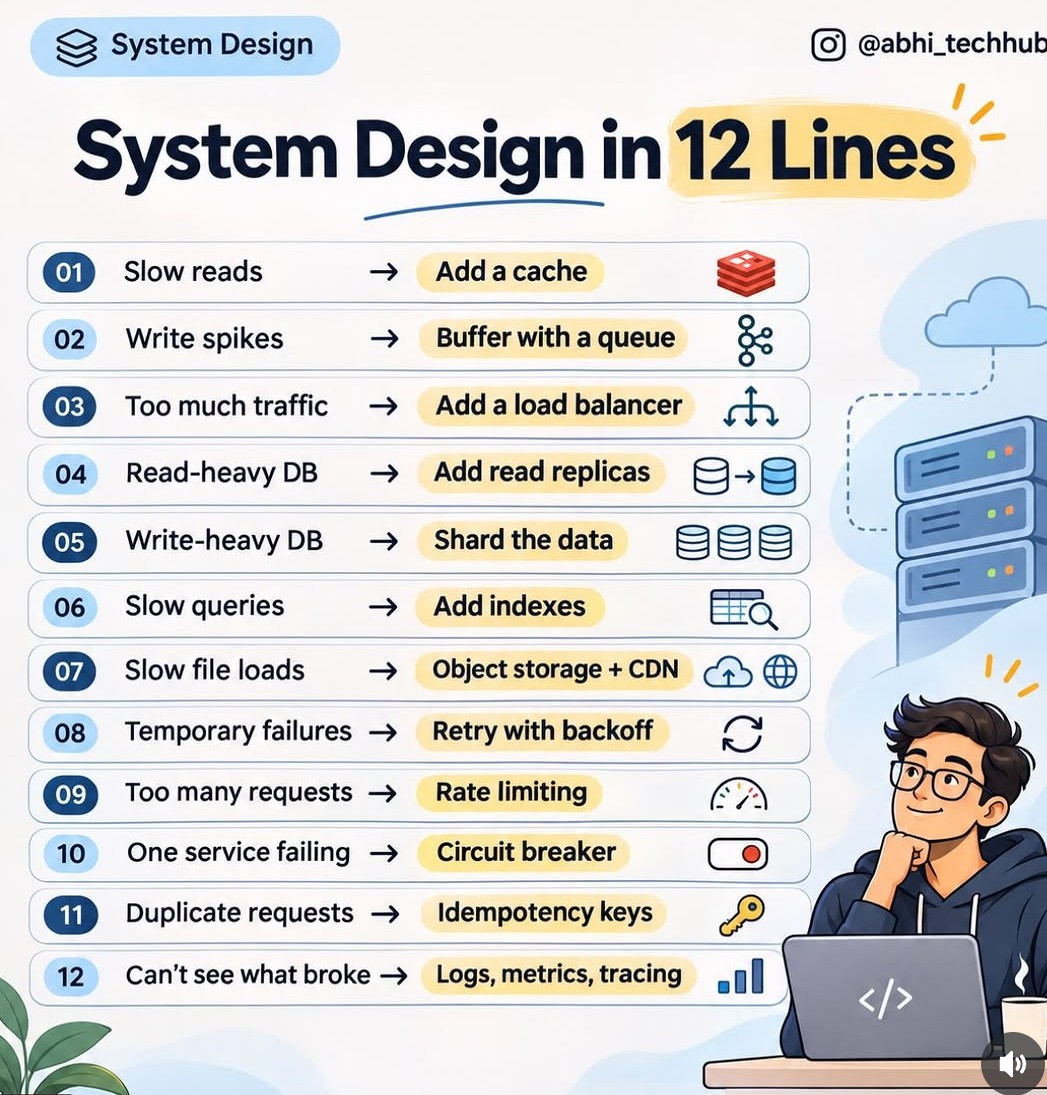 System Design
@abhi_techhub
System Design in 12 Lines
01 Slow reads → Add a cache
02 Write spikes → Buffer with a queue
03 Too much traffic → Add a load balancer
04 Read-heavy DB → Add read replicas
05 Write-heavy DB → Shard the data
06 Slow queries → Add indexes
07 Slow file loads → Object storage + CDN
08 Temporary failures → Retry with backoff
09 Too many requests → Rate limiting
10 One service failing → Circuit breaker
11 Duplicate requests → Idempotency keys
12 Can't see what broke → Logs, metrics, tracing
</>